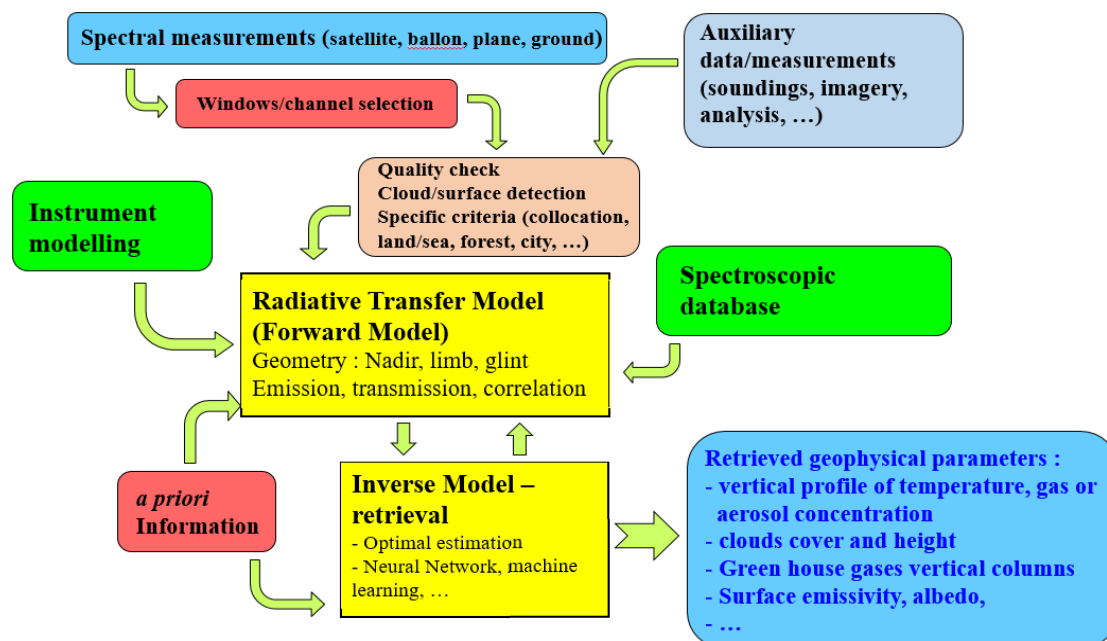 Spectral measurements (satellite, ballon, plane, ground)
Auxiliary
data/measurements
(soundings, imagery,
analysis, …)
Windows/channel selection
Quality check
Cloud/surface detection
Specific criteria (collocation,
land/sea, forest, city, …)
Instrument
modelling
Spectroscopic
database
Radiative Transfer Model
(Forward Model)
Geometry : Nadir, limb, glint
Emission, transmission, correlation
a priori
Information
Inverse Model –
retrieval
- Optimal estimation
- Neural Network, machine
learning, …
Retrieved geophysical parameters :
- vertical profile of temperature, gas or
aerosol concentration
- clouds cover and height
- Green house gases vertical columns
- Surface emissivity, albedo,
- …